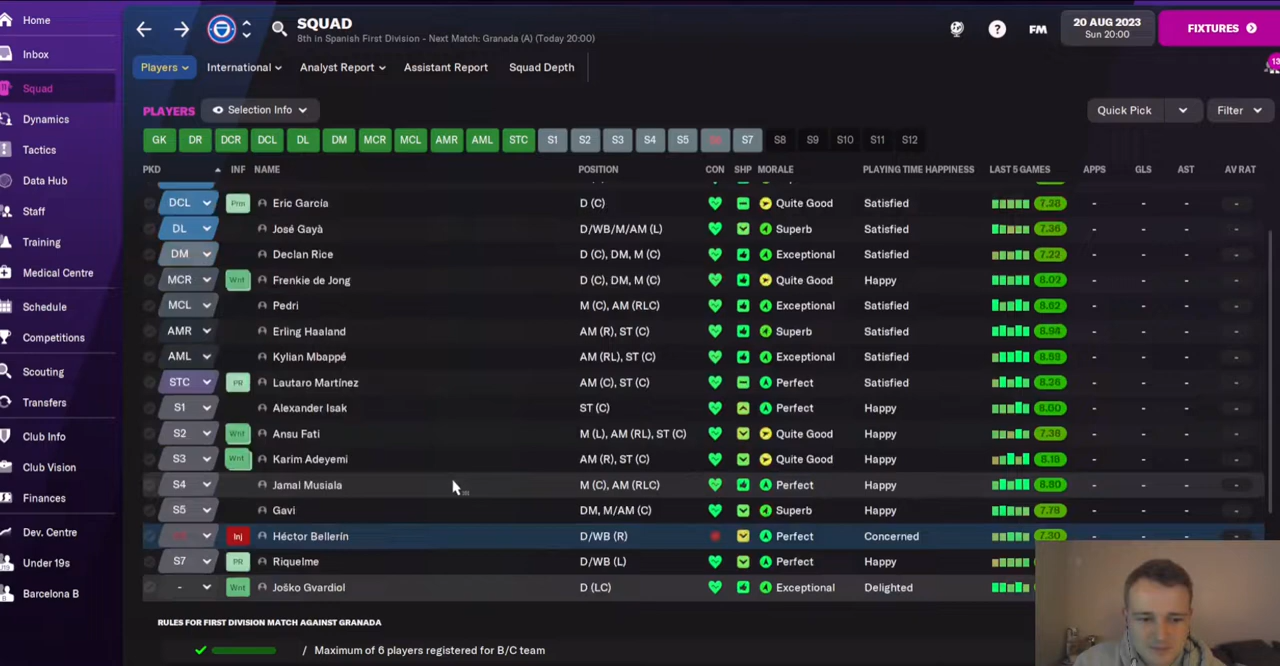 Home
Inbox
Squad
Dynamics
Tactics
Data Hub
Staff
Training
Medical Centre
Schedule
Competitions
Scouting
Transfers
Club Info
Club Vision
Finances
Dev. Centre
Under 19s
Barcelona B
SQUAD
8th in Spanish First Division - Next Match: Granada (A) (Today 20:00)
? FM 20 AUG 2023 Sun 20:00 FIXTURES
13
Players International Analyst Report Assistant Report Squad Depth
PLAYERS Selection Info Quick Pick Filter
GK DR DCR DCL DL DM MCR MCL AMR AML STC S1 S2 S3 S4 S5 S6 S7 S8 S9 S10 S11 S12
PKD INF NAME POSITION CON SHP MORALE PLAYING TIME HAPPINESS LAST 5 GAMES APPS GLS AST AV RAT
DCL Prm Eric García D (C) Quite Good Satisfied 7.28 - - - -
DL José Gayà D/WB/M/AM (L) Superb Satisfied 7.36 - - - -
DM Declan Rice D (C), DM, M (C) Exceptional Satisfied 7.22 - - - -
MCR Wnt Frenkie de Jong D (C), DM, M (C) Quite Good Happy 8.02 - - - -
MCL Pedri M (C), AM (RLC) Exceptional Satisfied 8.62 - - - -
AMR Erling Haaland AM (R), ST (C) Superb Satisfied 8.94 - - - -
AML Kylian Mbappé AM (RL), ST (C) Exceptional Satisfied 8.59 - - - -
STC PR Lautaro Martínez AM (C), ST (C) Perfect Satisfied 8.26 - - - -
S1 Alexander Isak ST (C) Perfect Happy 8.60 - - - -
S2 Wnt Ansu Fati M (L), AM (RL), ST (C) Quite Good Happy 7.38 - - - -
S3 Wnt Karim Adeyemi AM (R), ST (C) Quite Good Happy 8.18 - - - -
S4 Jamal Musiala M (C), AM (RLC) Perfect Happy 8.80 - - - -
S5 Gavi DM, M/AM (C) Superb Happy 7.78 - - - -
Inj Héctor Bellerín D/WB (R) Perfect Concerned 7.30 - - - -
S7 PR Riquelme D/WB (L) Perfect Happy
- Wnt Joško Gvardiol D (LC) Exceptional Delighted
RULES FOR FIRST DIVISION MATCH AGAINST GRANADA
/ Maximum of 6 players registered for B/C team